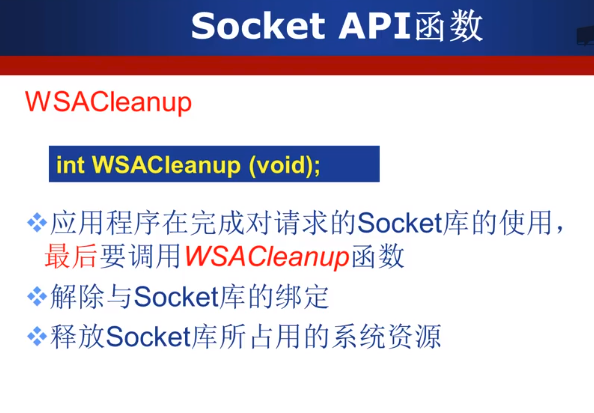 Socket API函数
WSACleanup
int WSACleanup (void);
应用程序在完成对请求的Socket库的使用，
最后要调用WSACleanup函数
解除与Socket库的绑定
释放Socket库所占用的系统资源